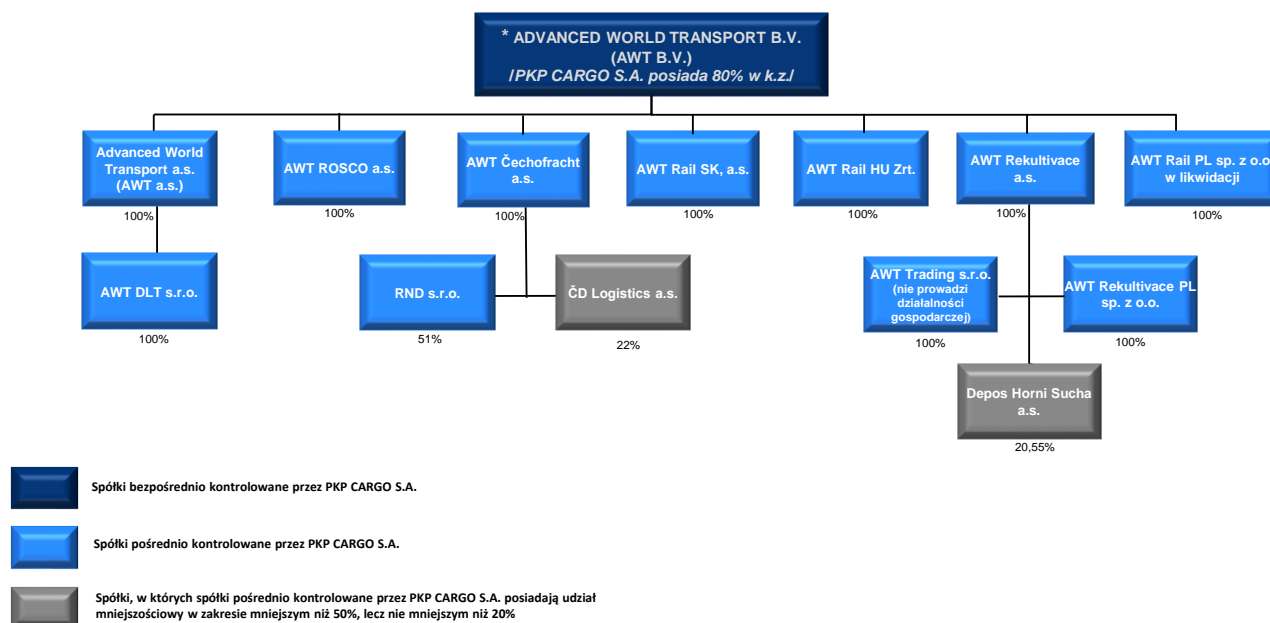 * ADVANCED WORLD TRANSPORT B.V.
(AWT B.V.)
/PKP CARGO S.A. posiada 80% w k.z./
Advanced World
Transport a.s.
(AWT a.s.)
100%
AWT ROSCO a.s.
100%
AWT Čechofracht
a.s.
100%
AWT Rail SK, a.s.
100%
AWT Rail HU Zrt.
100%
AWT Rekultivace
a.s.
100%
AWT Rail PL sp. z o.o
w likwidacji
100%
AWT DLT s.r.o.
100%
RND s.r.o.
51%
ČD Logistics a.s.
22%
AWT Trading s.r.o.
(nie prowadzi
działalności
gospodarczej)
100%
AWT Rekultivace PL
sp. z o.o.
100%
Depos Horni Sucha
a.s.
20,55%
Spółki bezpośrednio kontrolowane przez PKP CARGO S.A.
Spółki pośrednio kontrolowane przez PKP CARGO S.A.
Spółki, w których spółki pośrednio kontrolowane przez PKP CARGO S.A. posiadają udział
mniejszościowy w zakresie mniejszym niż 50%, lecz nie mniejszym niż 20%